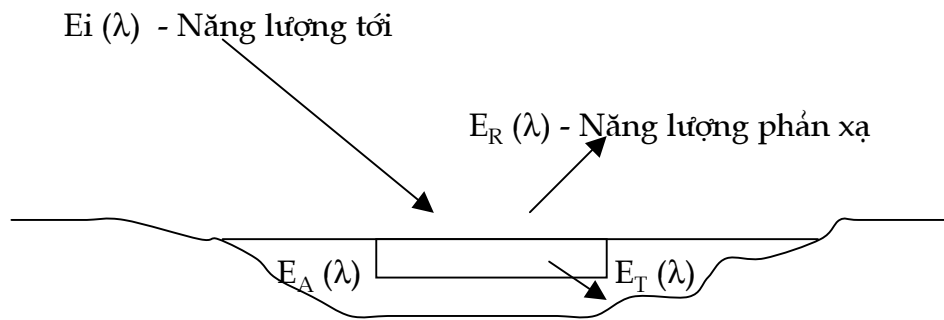 Ei (λ) - Năng lượng tới
E_R (λ) - Năng lượng phản xạ
E_A (λ) E_T (λ)